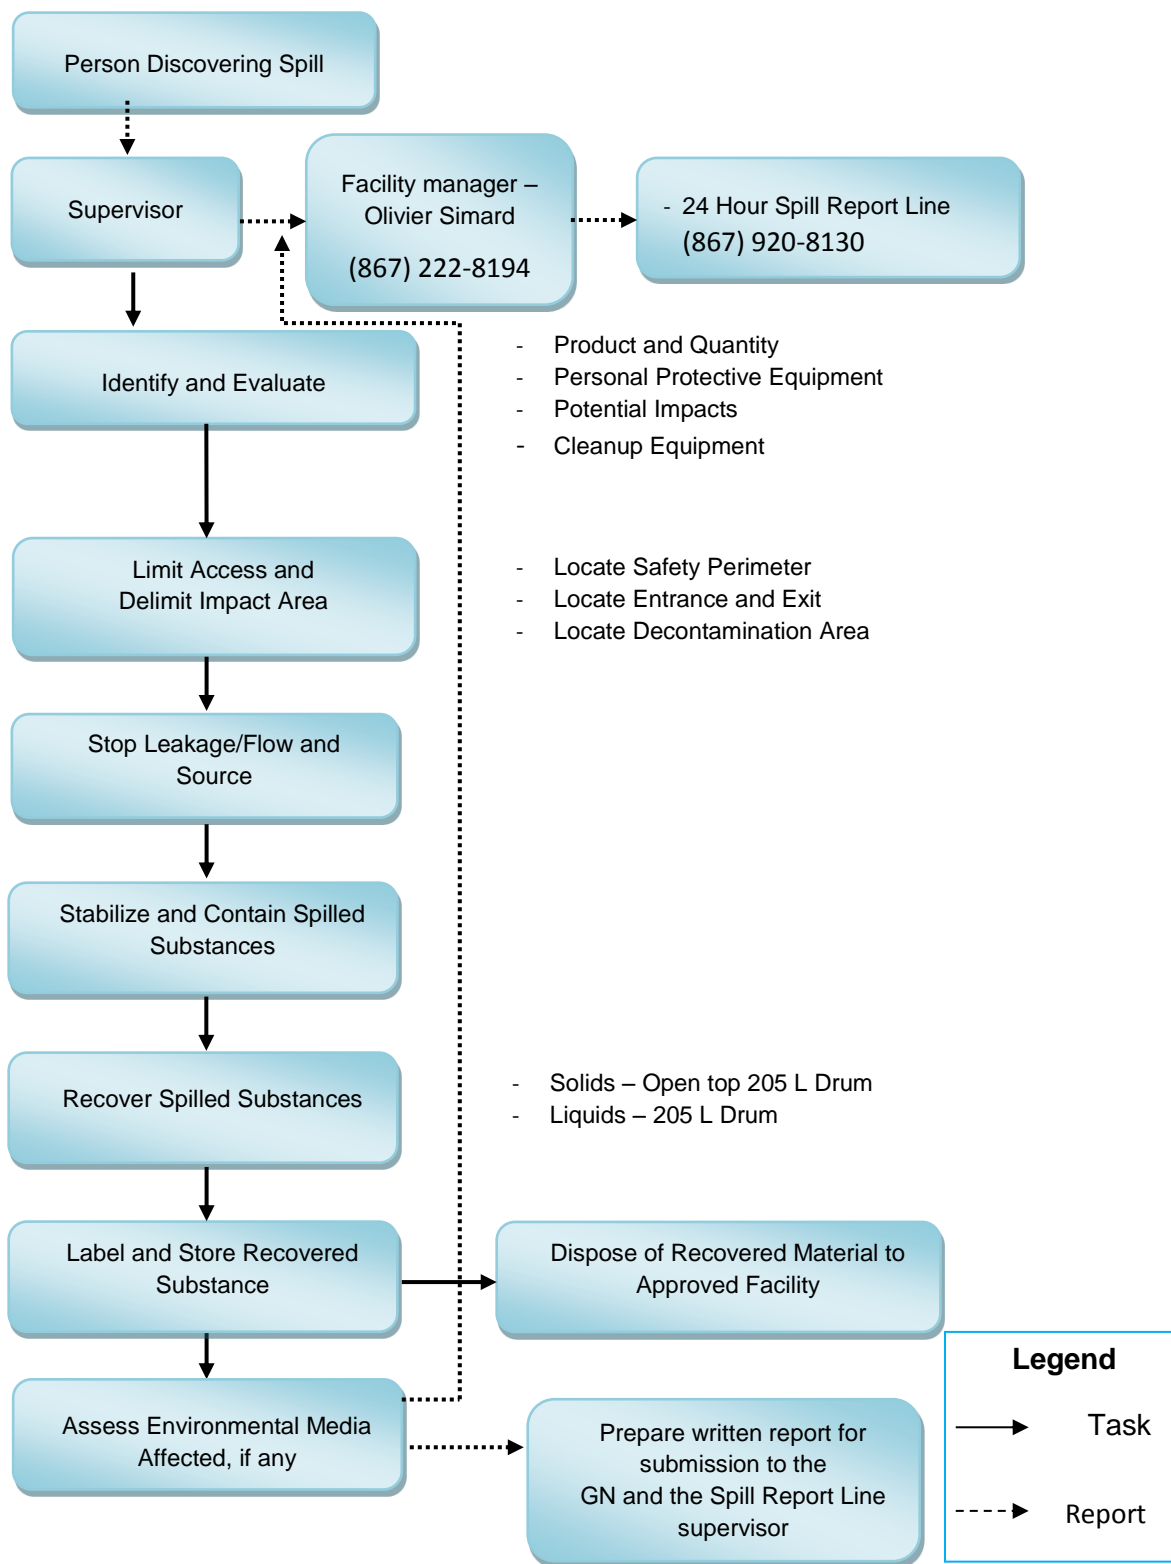 Person Discovering Spill
Supervisor
Facility manager –
Olivier Simard
(867) 222-8194
- 24 Hour Spill Report Line
(867) 920-8130
Identify and Evaluate
- Product and Quantity
- Personal Protective Equipment
- Potential Impacts
- Cleanup Equipment
Limit Access and
Delimit Impact Area
- Locate Safety Perimeter
- Locate Entrance and Exit
- Locate Decontamination Area
Stop Leakage/Flow and
Source
Stabilize and Contain Spilled
Substances
Recover Spilled Substances
- Solids – Open top 205 L Drum
- Liquids – 205 L Drum
Label and Store Recovered
Substance
Dispose of Recovered Material to
Approved Facility
Assess Environmental Media
Affected, if any
Prepare written report for
submission to the
GN and the Spill Report Line
supervisor
Legend
Task
Report